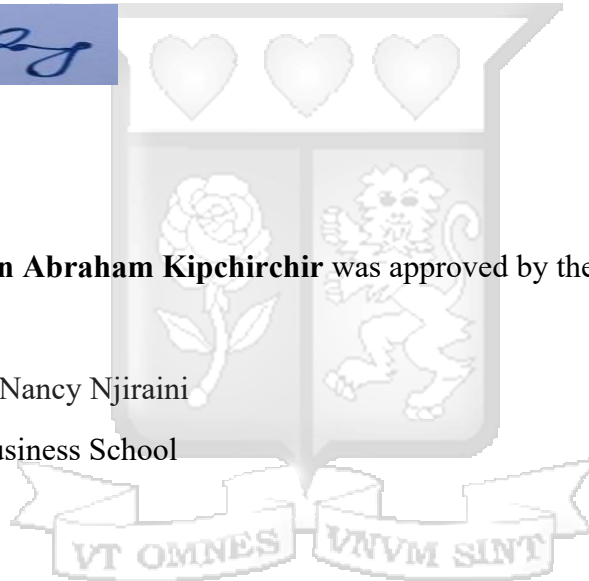 n Abraham Kipchirchir was approved by the
Nancy Njiraini
usiness School
VT OMNES VNVM SINT